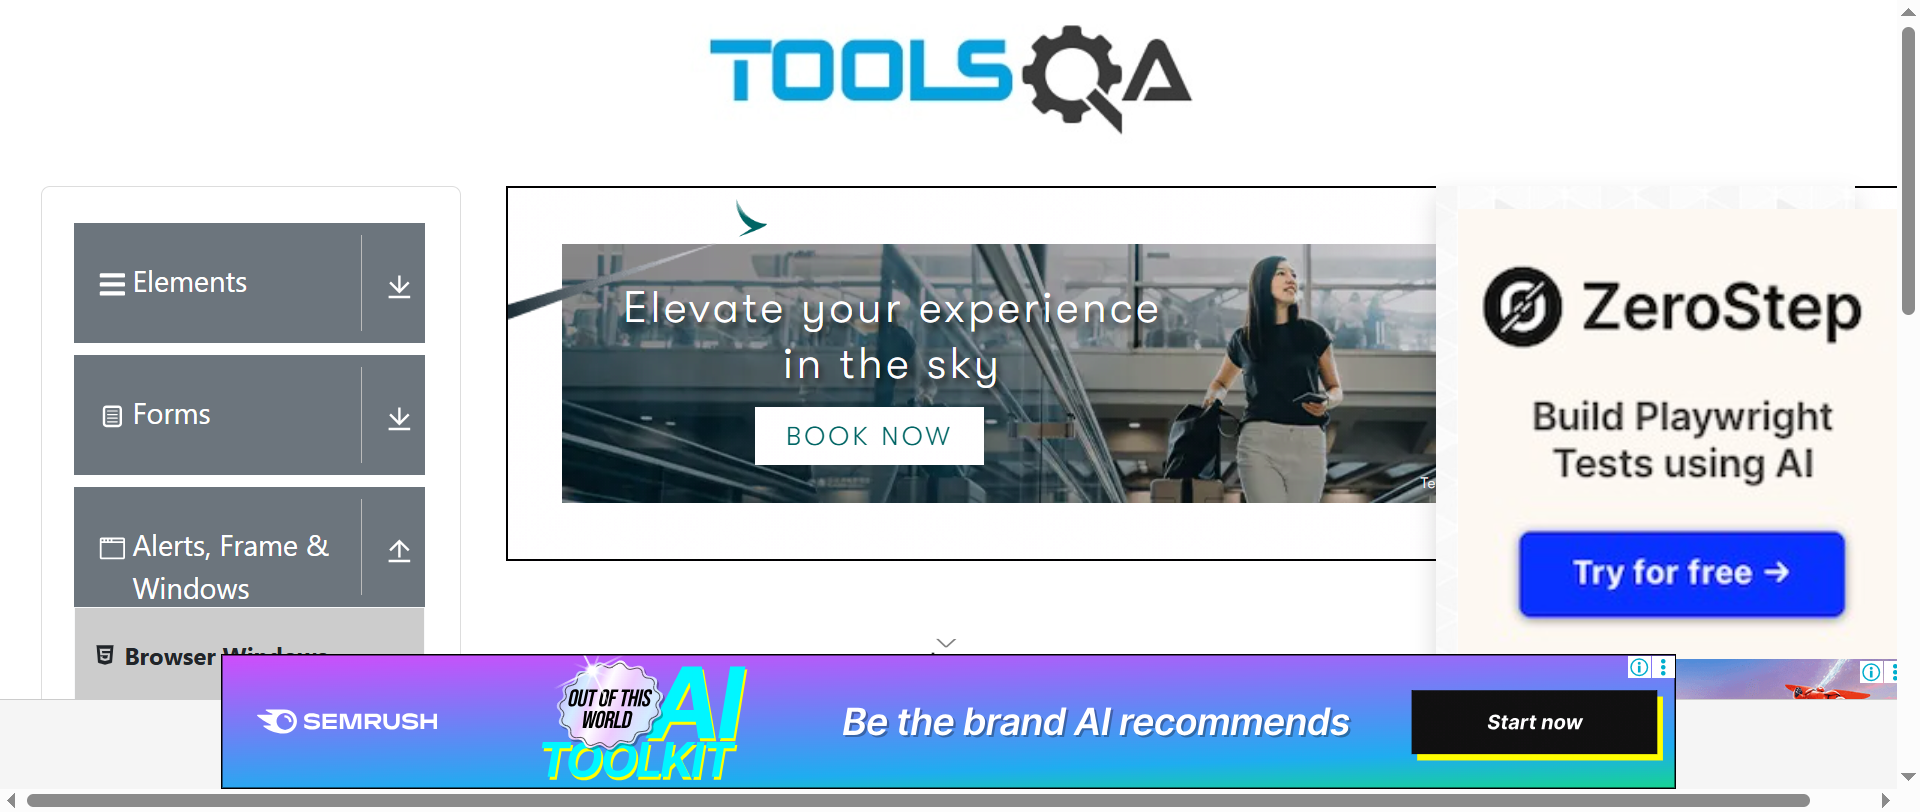 TOOLSQA
Elements
Forms
Alerts, Frame &
Windows
Browser Windows
Elevate your experience
in the sky
BOOK NOW
ZeroStep
Build Playwright
Tests using AI
Try for free →
SEMRUSH
OUT OF THIS
WORLD
AI
TOOLKIT
Be the brand AI recommends
Start now